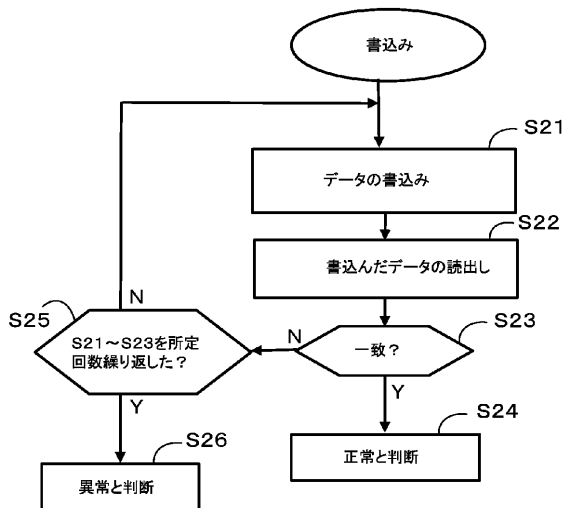 書込み
S21
データの書込み
S22
書込んだデータの読出し
N
S25
S21～S23を所定
回数繰り返した？
N
一致？
S23
Y
Y
S24
正常と判断
S26
異常と判断